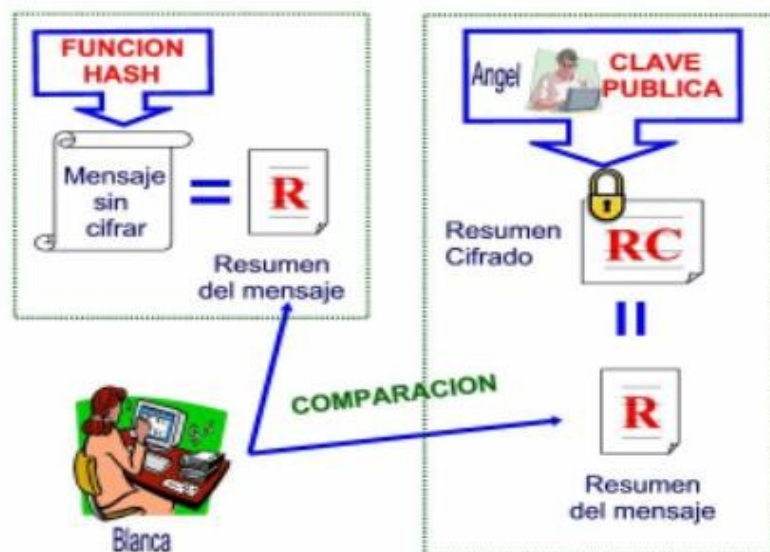 FUNCION
HASH
Mensaje
sin
cifrar
R
Resumen
del mensaje
Angel
CLAVE
PUBLICA
Resumen
Cifrado
RC
R
Resumen
del mensaje
COMPARACION
Blanca